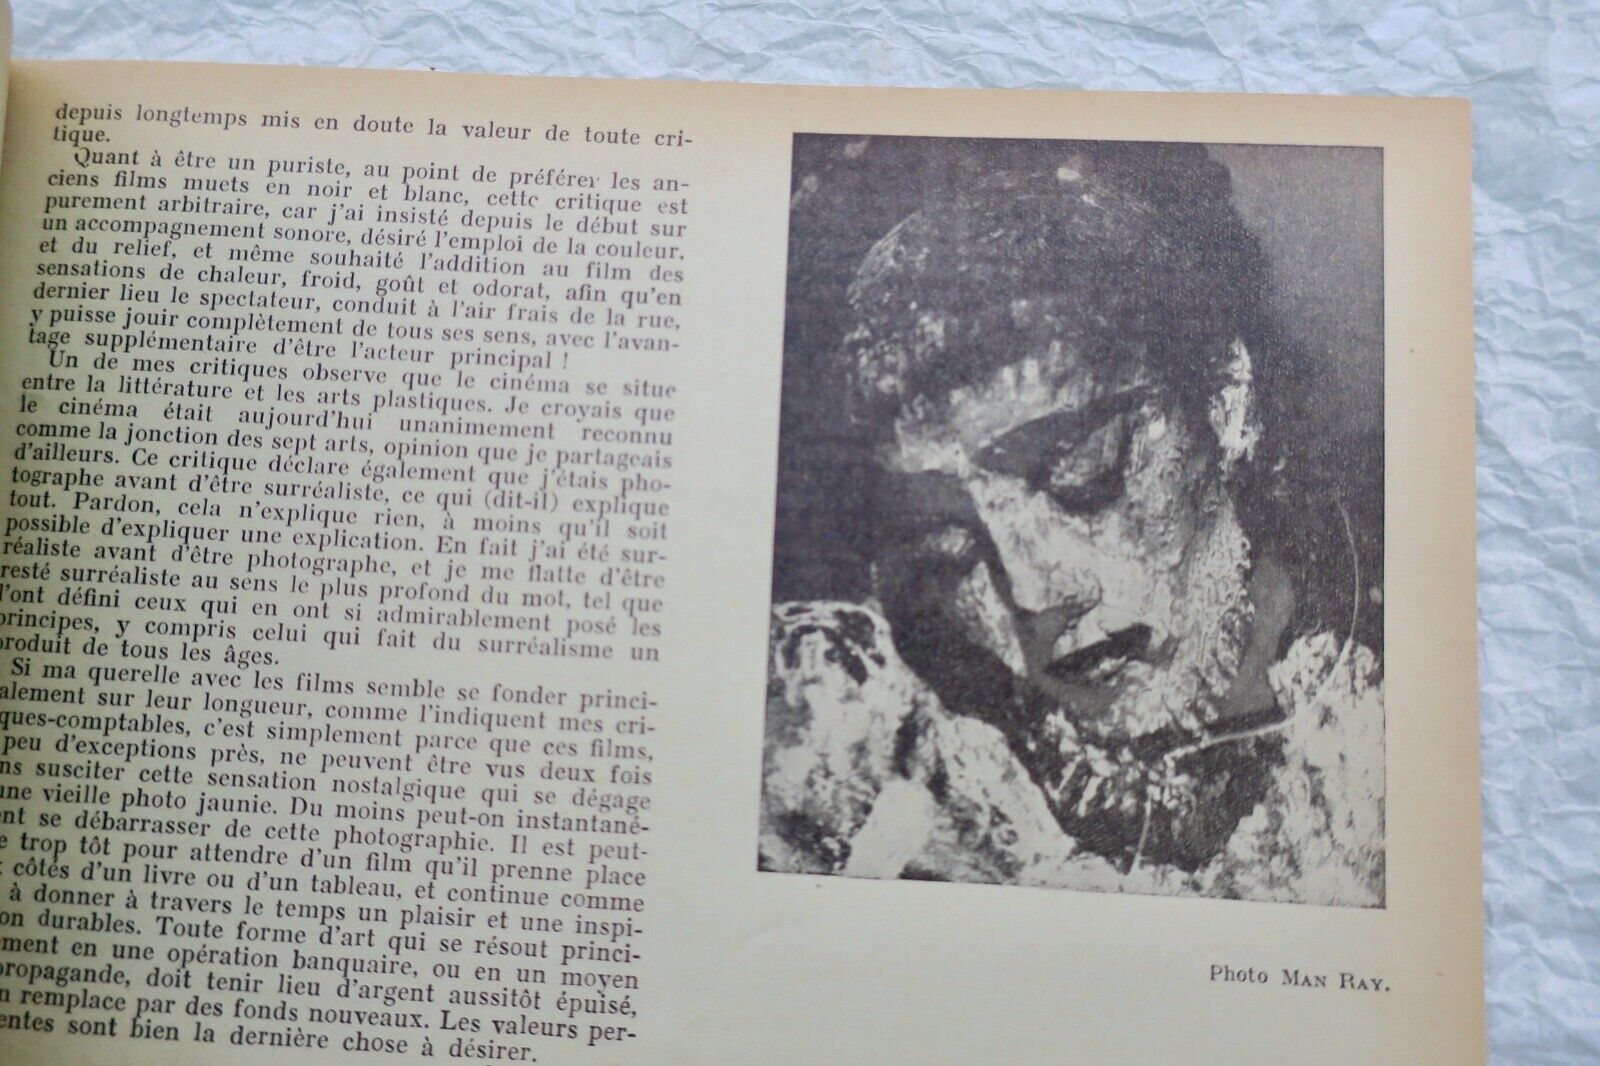 depuis longtemps mis en doute la valeur de toute cri-
tique.
Quant à être un puriste, au point de préférer les an-
ciens films muets en noir et blanc, cette critique est
purement arbitraire, car j'ai insisté depuis le début sur
un accompagnement sonore, désiré l'emploi de la couleur,
et du relief, et même souhaité l'addition au film des
sensations de chaleur, froid, goût et odorat, afin qu'en
dernier lieu le spectateur, conduit à l'air frais de la rue,
y puisse jouir complètement de tous ses sens, avec l'avan-
tage supplémentaire d'être l'acteur principal !
Un de mes critiques observe que le cinéma se situe
entre la littérature et les arts plastiques. Je croyais que
le cinéma était aujourd'hui unanimement reconnu
comme la jonction des sept arts, opinion que je partageais
d'ailleurs. Ce critique déclare également que j'étais pho-
tographe avant d'être surréaliste, ce qui (dit-il) explique
tout. Pardon, cela n'explique rien, à moins qu'il soit
possible d'expliquer une explication. En fait j'ai été sur-
réaliste avant d'être photographe, et je me flatte d'être
resté surréaliste au sens le plus profond du mot, tel que
l'ont défini ceux qui en ont si admirablement posé les
principes, y compris celui qui fait du surréalisme un
produit de tous les âges.
Si ma querelle avec les films semble se fonder princi-
alement sur leur longueur, comme l'indiquent mes cri-
ques-comptables, c'est simplement parce que ces films,
peu d'exceptions près, ne peuvent être vus deux fois
ns susciter cette sensation nostalgique qui se dégage
une vieille photo jaunie. Du moins peut-on instantané-
ent se débarrasser de cette photographie. Il est peut-
e trop tôt pour attendre d'un film qu'il prenne place
x côtés d'un livre ou d'un tableau, et continue comme
à donner à travers le temps un plaisir et une inspi-
on durables. Toute forme d'art qui se résout princi-
ement en une opération banquaire, ou en un moyen
propagande, doit tenir lieu d'argent aussitôt épuisé,
n remplace par des fonds nouveaux. Les valeurs per-
entes sont bien la dernière chose à désirer.
Photo MAN RAY.